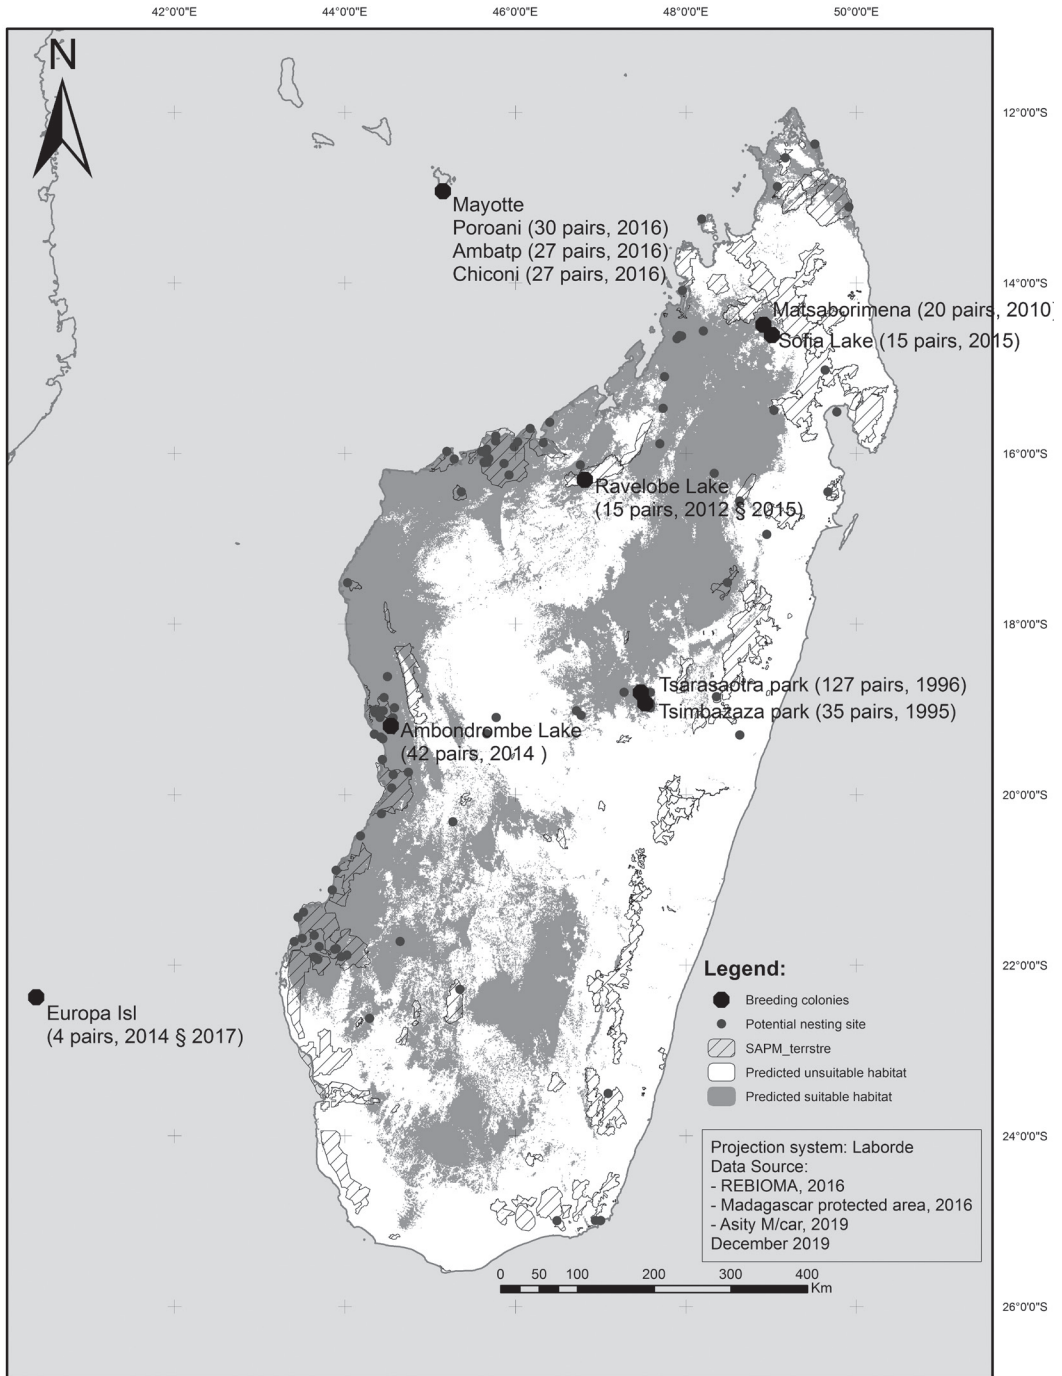 42°0'0"E 44°0'0"E 46°0'0"E 48°0'0"E 50°0'0"E
N
12°0'0"S
Mayotte
Poroani (30 pairs, 2016)
Ambatp (27 pairs, 2016)
Chiconi (27 pairs, 2016)
14°0'0"S
Matsaborimena (20 pairs, 2010)
Sofia Lake (15 pairs, 2015)
16°0'0"S
Ravelobe Lake
(15 pairs, 2012 § 2015)
18°0'0"S
Tsarasaotra park (127 pairs, 1996)
Tsimbazaza park (35 pairs, 1995)
Ambondrombe Lake
(42 pairs, 2014 )
20°0'0"S
22°0'0"S
Europa Isl
(4 pairs, 2014 § 2017)
Legend:
Breeding colonies
Potential nesting site
SAPM_terrstre
Predicted unsuitable habitat
Predicted suitable habitat
24°0'0"S
Projection system: Laborde
Data Source:
- REBIOMA, 2016
- Madagascar protected area, 2016
- Asity M/car, 2019
December 2019
0 50 100 200 300 400
Km
26°0'0"S